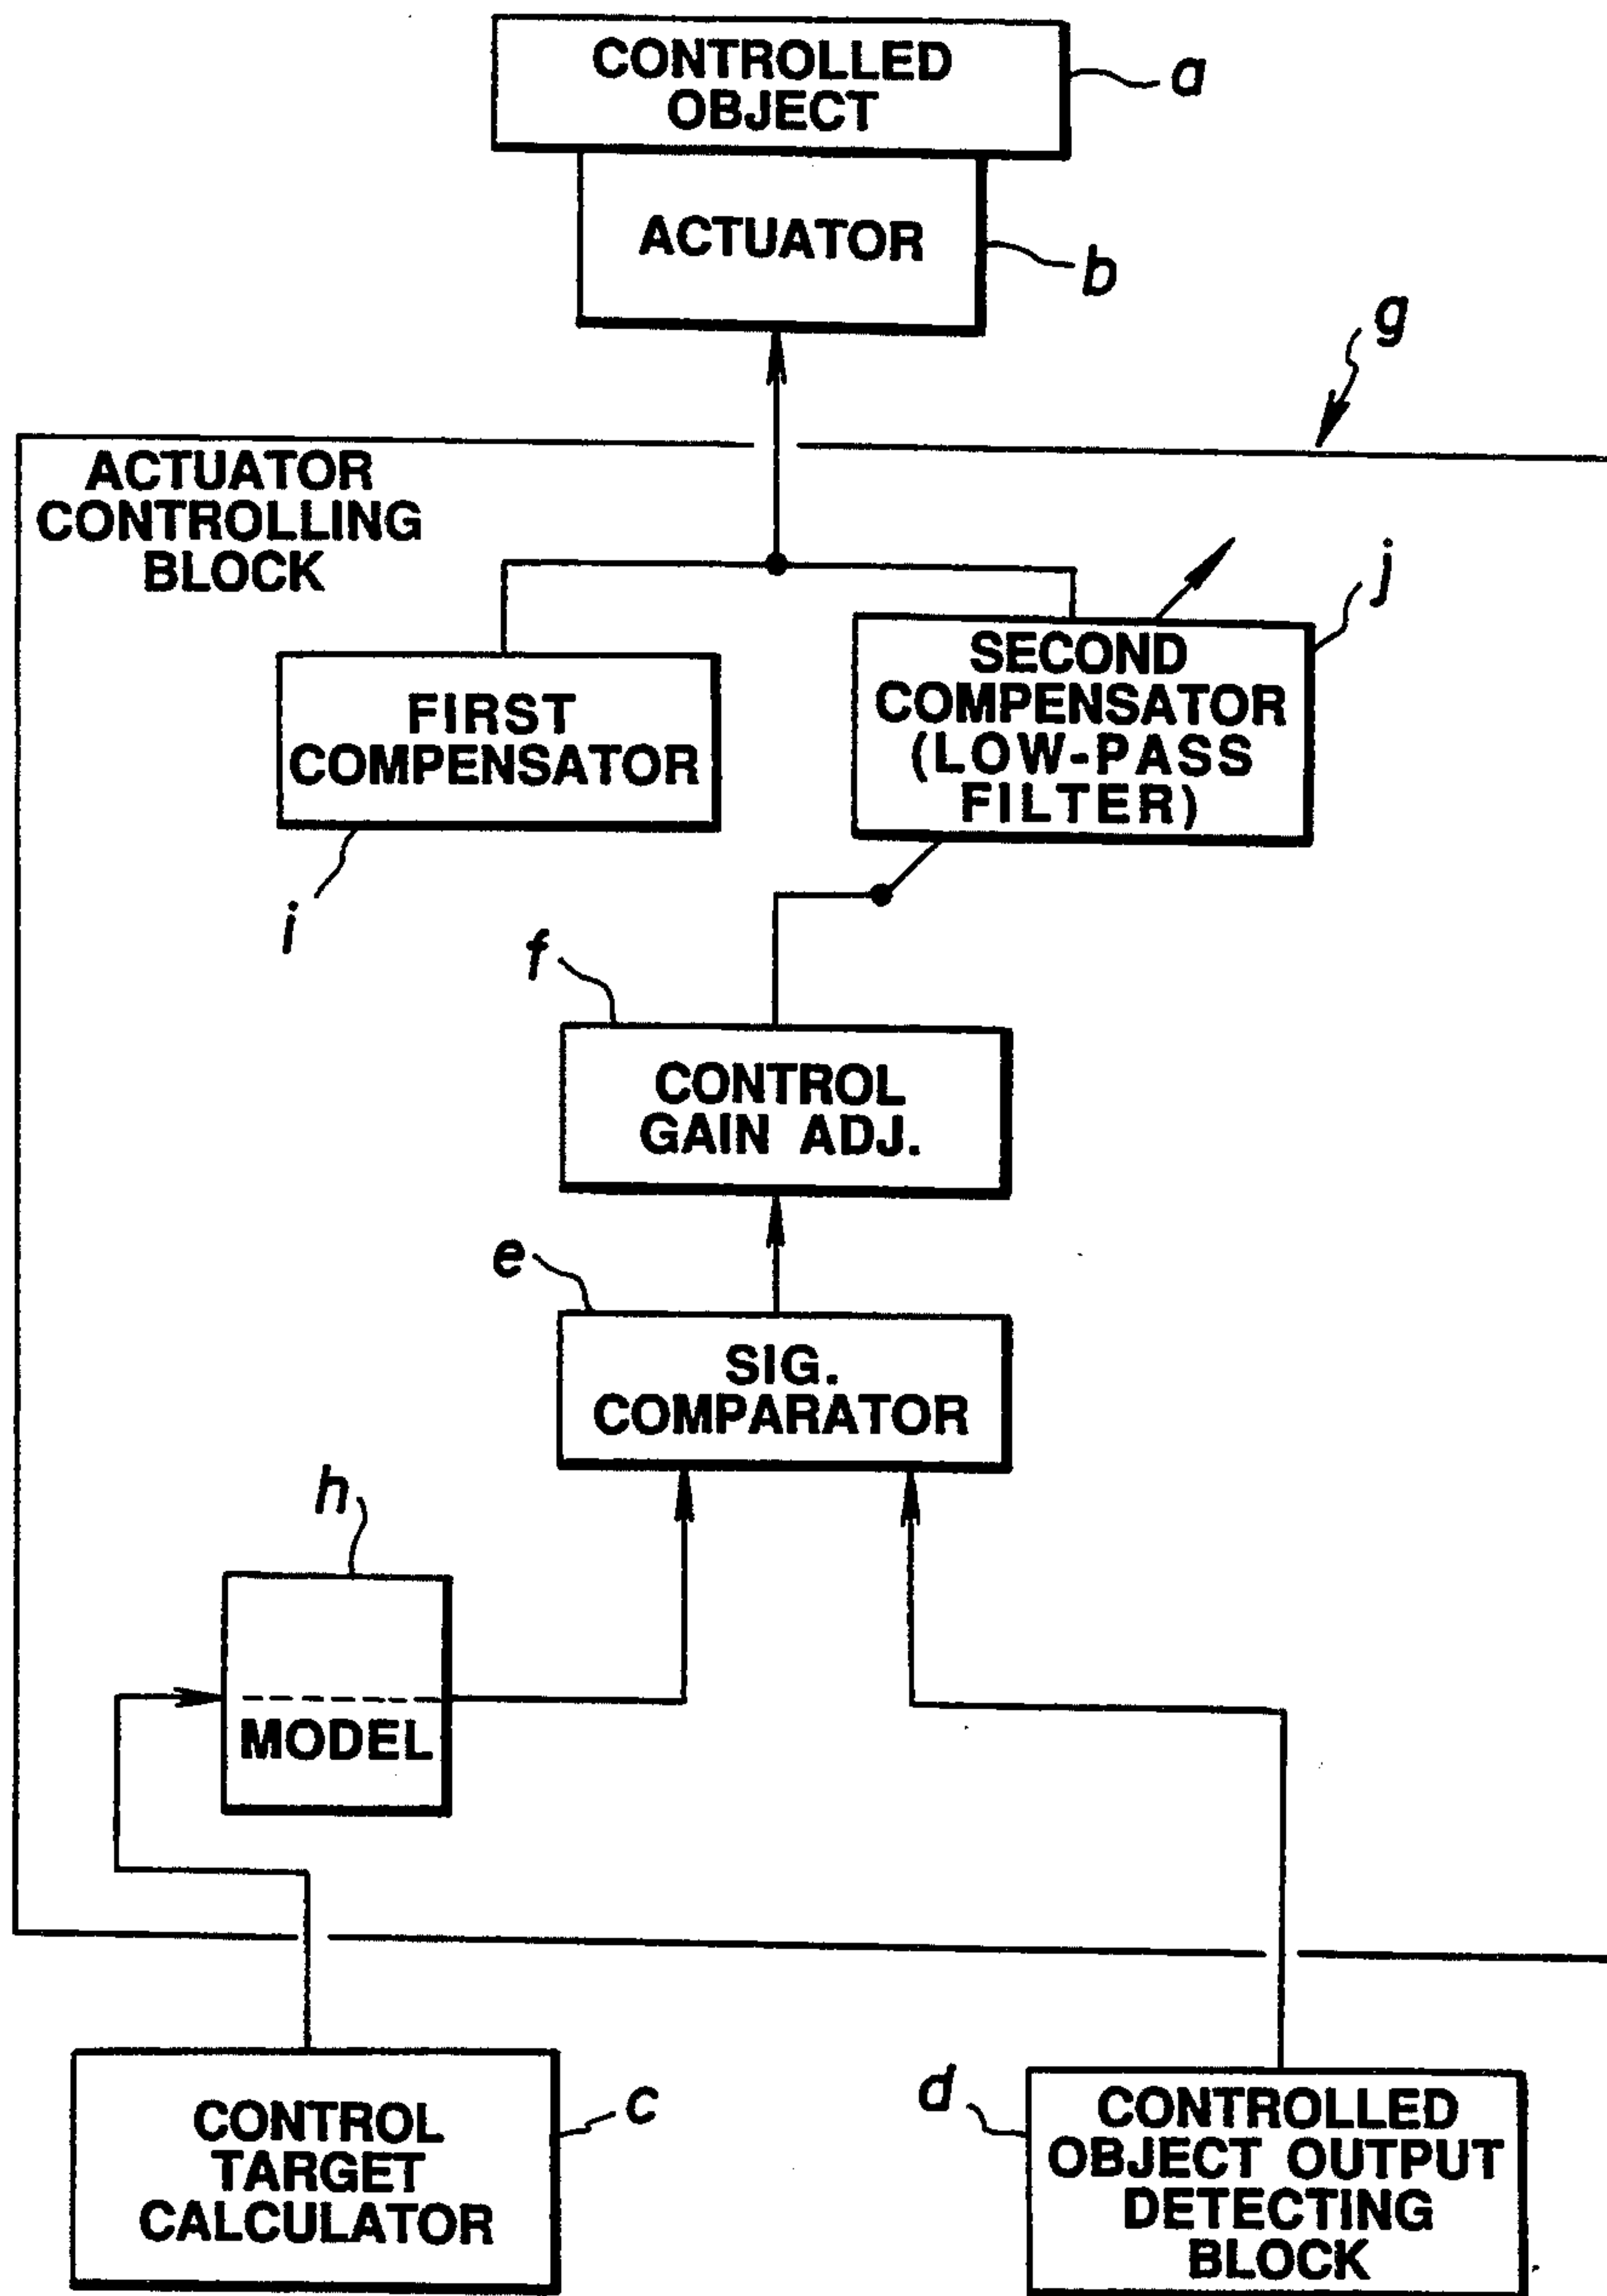 CONTROLLED
OBJECT
a
ACTUATOR
b
g
ACTUATOR
CONTROLLING
BLOCK
j
SECOND
COMPENSATOR
(LOW-PASS
FILTER)
FIRST
COMPENSATOR
i
f
CONTROL
GAIN ADJ.
e
SIG.
COMPARATOR
h
MODEL
c
CONTROL
TARGET
CALCULATOR
d
CONTROLLED
OBJECT OUTPUT
DETECTING
BLOCK